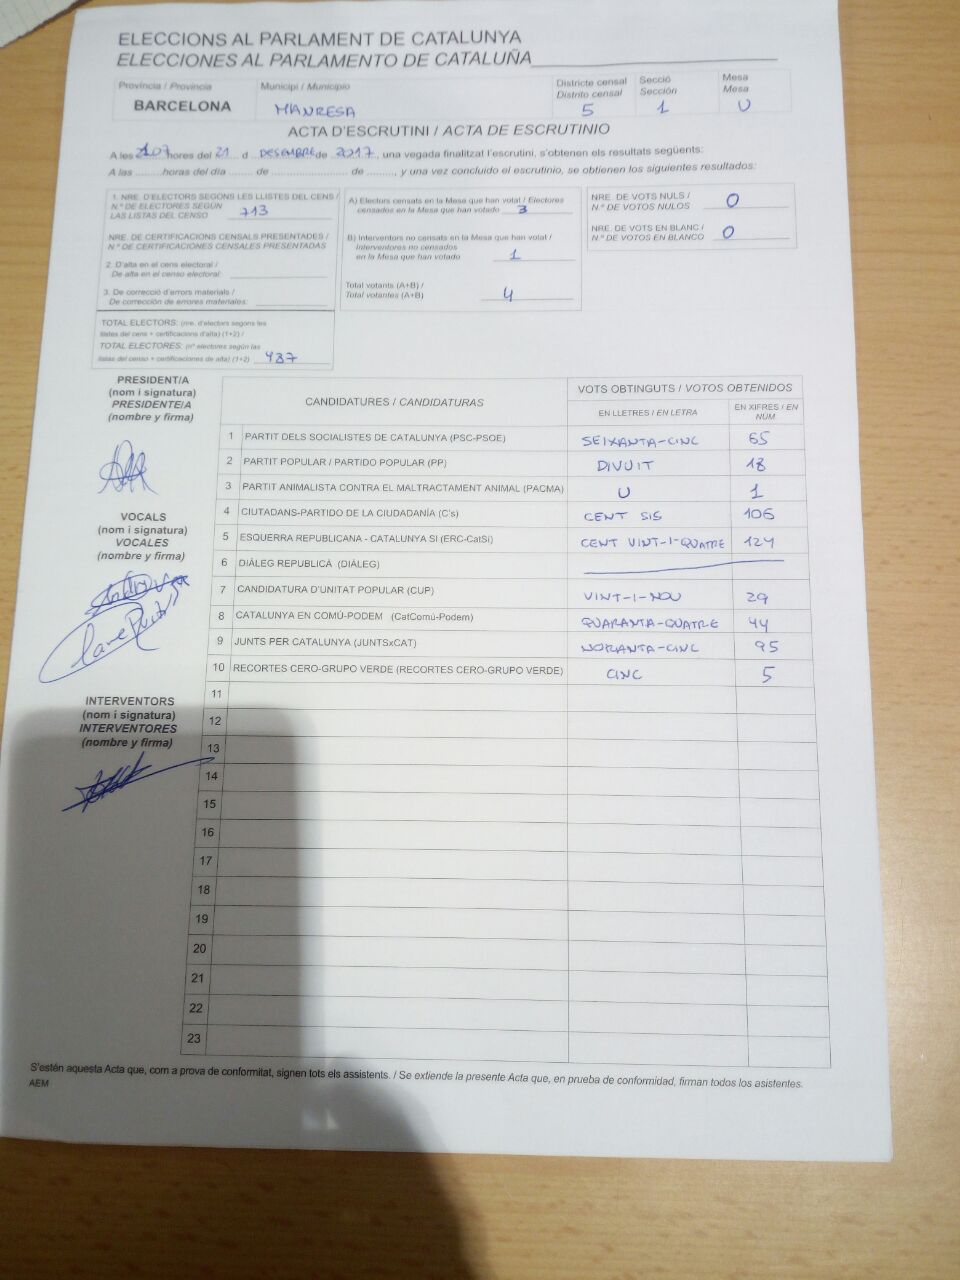 ELECCIONS AL PARLAMENT DE CATALUNYA
ELECCIONES AL PARLAMENTO DE CATALUÑA
Província / Provincia Municipi / Municipio Districte censal Secció Mesa
Distrito censal Sección Mesa
BARCELONA MANRESA 5 1 U
ACTA D'ESCRUTINI / ACTA DE ESCRUTINIO
A les hores del 21 d DESEMBRE de 2017, una vegada finalitzat l'escrutini, s'obtenen els resultats següents:
A las ......... horas del día ....... de ........................ de ........, y una vez concluido el escrutinio, se obtienen los siguientes resultados:
1. NRE. D'ELECTORS SEGONS LES LLISTES DEL CENS /
N.º DE ELECTORES SEGÚN
LAS LISTAS DEL CENSO 713
NRE. DE CERTIFICACIONS CENSALS PRESENTADES /
N.º DE CERTIFICACIONES CENSALES PRESENTADAS
2. D'alta en el cens electoral /
De alta en el censo electoral:
3. De correcció d'errors materials /
De corrección de errores materiales:
TOTAL ELECTORS: (nre. d'electors segons les
llistes del cens + certificacions d'alta) (1+2) /
TOTAL ELECTORES: (nº electores según las
listas del censo + certificaciones de alta) (1+2) 487
A) Electors censats en la Mesa que han votat / Electores
censados en la Mesa que han votado 3
B) Interventors no censats en la Mesa que han votat /
Interventores no censados
en la Mesa que han votado 1
Total votants (A+B) /
Total votantes (A+B) 4
NRE. DE VOTS NULS /
N.º DE VOTOS NULOS 0
NRE. DE VOTS EN BLANC /
N.º DE VOTOS EN BLANCO 0
PRESIDENT/A
(nom i signatura)
PRESIDENTE/A
(nombre y firma)
VOCALS
(nom i signatura)
VOCALES
(nombre y firma)
INTERVENTORS
(nom i signatura)
INTERVENTORES
(nombre y firma)
CANDIDATURES / CANDIDATURAS VOTS OBTINGUTS / VOTOS OBTENIDOS
EN LLETRES / EN LETRA EN XIFRES / EN NÚM.
1 PARTIT DELS SOCIALISTES DE CATALUNYA (PSC-PSOE) SEIXANTA-CINC 65
2 PARTIT POPULAR / PARTIDO POPULAR (PP) DIVUIT 18
3 PARTIT ANIMALISTA CONTRA EL MALTRACTAMENT ANIMAL (PACMA) U 1
4 CIUTADANS-PARTIDO DE LA CIUDADANÍA (C's) CENT SIS 106
5 ESQUERRA REPUBLICANA - CATALUNYA SI (ERC-CatSí) CENT VINT-I-QUATRE 124
6 DIÀLEG REPUBLICÀ (DIÀLEG)
7 CANDIDATURA D'UNITAT POPULAR (CUP) VINT-I-NOU 29
8 CATALUNYA EN COMÚ-PODEM (CatComú-Podem) QUARANTA-QUATRE 44
9 JUNTS PER CATALUNYA (JUNTSxCAT) NORANTA-CINC 95
10 RECORTES CERO-GRUPO VERDE (RECORTES CERO-GRUPO VERDE) CINC 5
11
12
13
14
15
16
17
18
19
20
21
22
23
S'estén aquesta Acta que, com a prova de conformitat, signen tots els assistents. / Se extiende la presente Acta que, en prueba de conformidad, firman todos los asistentes.
AEM